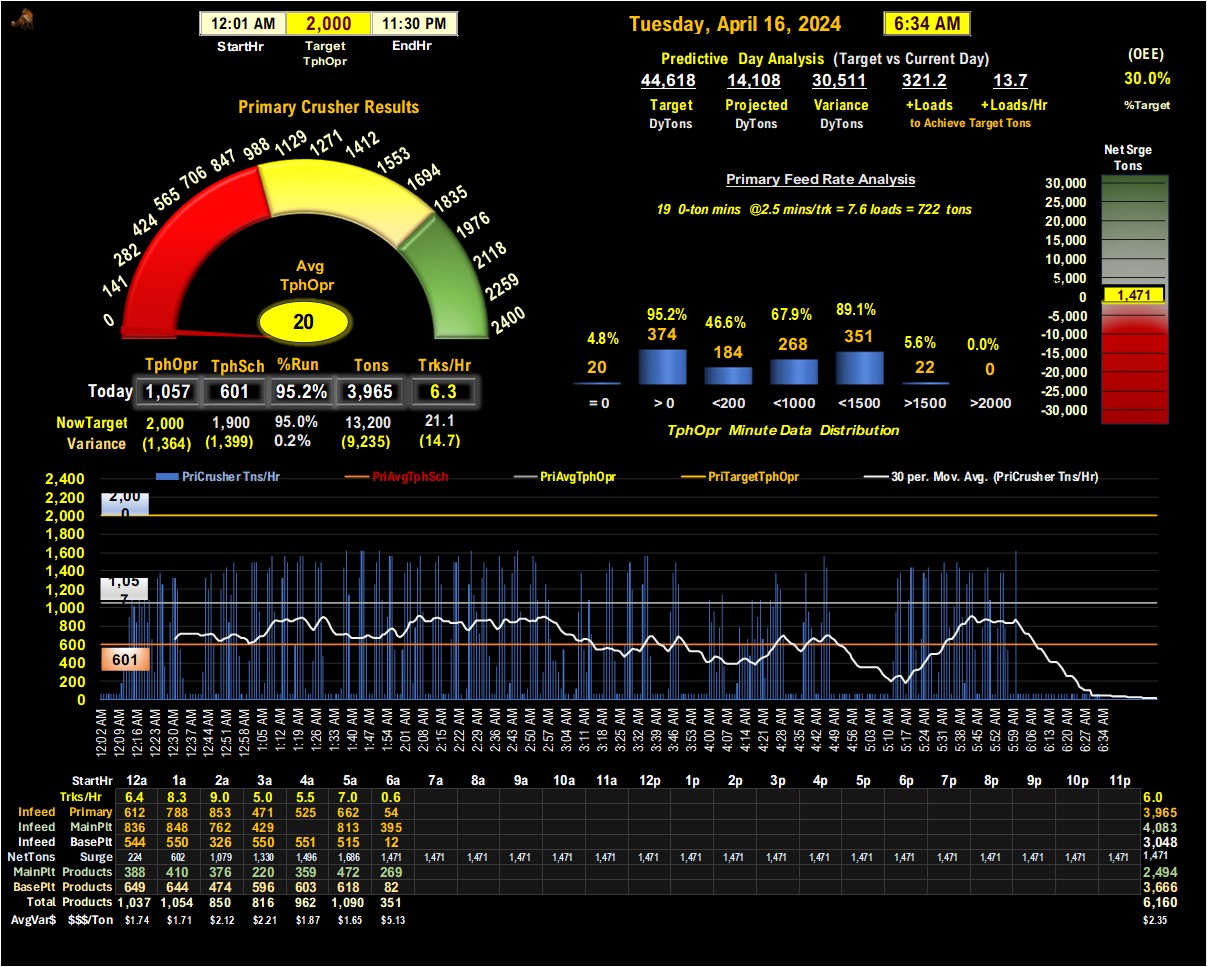 12:01 AM 2,000 11:30 PM
StartHr Target TphOpr EndHr
Tuesday, April 16, 2024 6:34 AM
Predictive Day Analysis (Target vs Current Day)
44,618 14,108 30,511 321.2 13.7
Target Projected Variance +Loads +Loads/Hr
DyTons DyTons DyTons to Achieve Target Tons
(OEE)
30.0%
%Target
Primary Crusher Results
0 141 282 424 565 706 847 988 1129 1271 1412 1553 1694 1835 1976 2118 2259 2400
Avg
TphOpr
20
TphOpr TphSch %Run Tons Trks/Hr
Today 1,057 601 95.2% 3,965 6.3
NowTarget 2,000 1,900 95.0% 13,200 21.1
Variance (1,364) (1,399) 0.2% (9,235) (14.7)
Primary Feed Rate Analysis
19 0-ton mins @2.5 mins/trk = 7.6 loads = 722 tons
4.8% 95.2% 46.6% 67.9% 89.1% 5.6% 0.0%
20 374 184 268 351 22 0
= 0 > 0 <200 <1000 <1500 >1500 >2000
TphOpr Minute Data Distribution
Net Srge
Tons
30,000
25,000
20,000
15,000
10,000
5,000
0
-5,000
-10,000
-15,000
-20,000
-25,000
-30,000
1,471
PriCrusher Tns/Hr PriAvgTphSch PriAvgTphOpr PriTargetTphOpr 30 per. Mov. Avg. (PriCrusher Tns/Hr)
2,400
2,200
2,000
1,800
1,600
1,400
1,200
1,000
800
600
400
200
0
2,00
0
1,05
7
601
12:02 AM 12:09 AM 12:16 AM 12:23 AM 12:30 AM 12:37 AM 12:44 AM 12:51 AM 12:58 AM 1:05 AM 1:12 AM 1:19 AM 1:26 AM 1:33 AM 1:40 AM 1:47 AM 1:54 AM 2:01 AM 2:08 AM 2:15 AM 2:22 AM 2:29 AM 2:36 AM 2:43 AM 2:50 AM 2:57 AM 3:04 AM 3:11 AM 3:18 AM 3:25 AM 3:32 AM 3:39 AM 3:46 AM 3:53 AM 4:00 AM 4:07 AM 4:14 AM 4:21 AM 4:28 AM 4:35 AM 4:42 AM 4:49 AM 4:56 AM 5:03 AM 5:10 AM 5:17 AM 5:24 AM 5:31 AM 5:38 AM 5:45 AM 5:52 AM 5:59 AM 6:06 AM 6:13 AM 6:20 AM 6:27 AM 6:34 AM
StartHr 12a 1a 2a 3a 4a 5a 6a 7a 8a 9a 10a 11a 12p 1p 2p 3p 4p 5p 6p 7p 8p 9p 10p 11p
Trks/Hr 6.4 8.3 9.0 5.0 5.5 7.0 0.6 6.0
Infeed Primary 612 788 853 471 525 662 54 3,965
Infeed MainPlt 836 848 762 429 813 395 4,083
Infeed BasePlt 544 550 326 550 551 515 12 3,048
NetTons Surge 224 602 1,079 1,330 1,496 1,686 1,471 1,471 1,471 1,471 1,471 1,471 1,471 1,471 1,471 1,471 1,471 1,471 1,471 1,471 1,471 1,471 1,471 1,471 1,471
MainPlt Products 388 410 376 220 359 472 269 2,494
BasePlt Products 649 644 474 596 603 618 82 3,666
Total Products 1,037 1,054 850 816 962 1,090 351 6,160
AvgVar$ $$$/Ton $1.74 $1.71 $2.12 $2.21 $1.87 $1.65 $5.13 $2.35